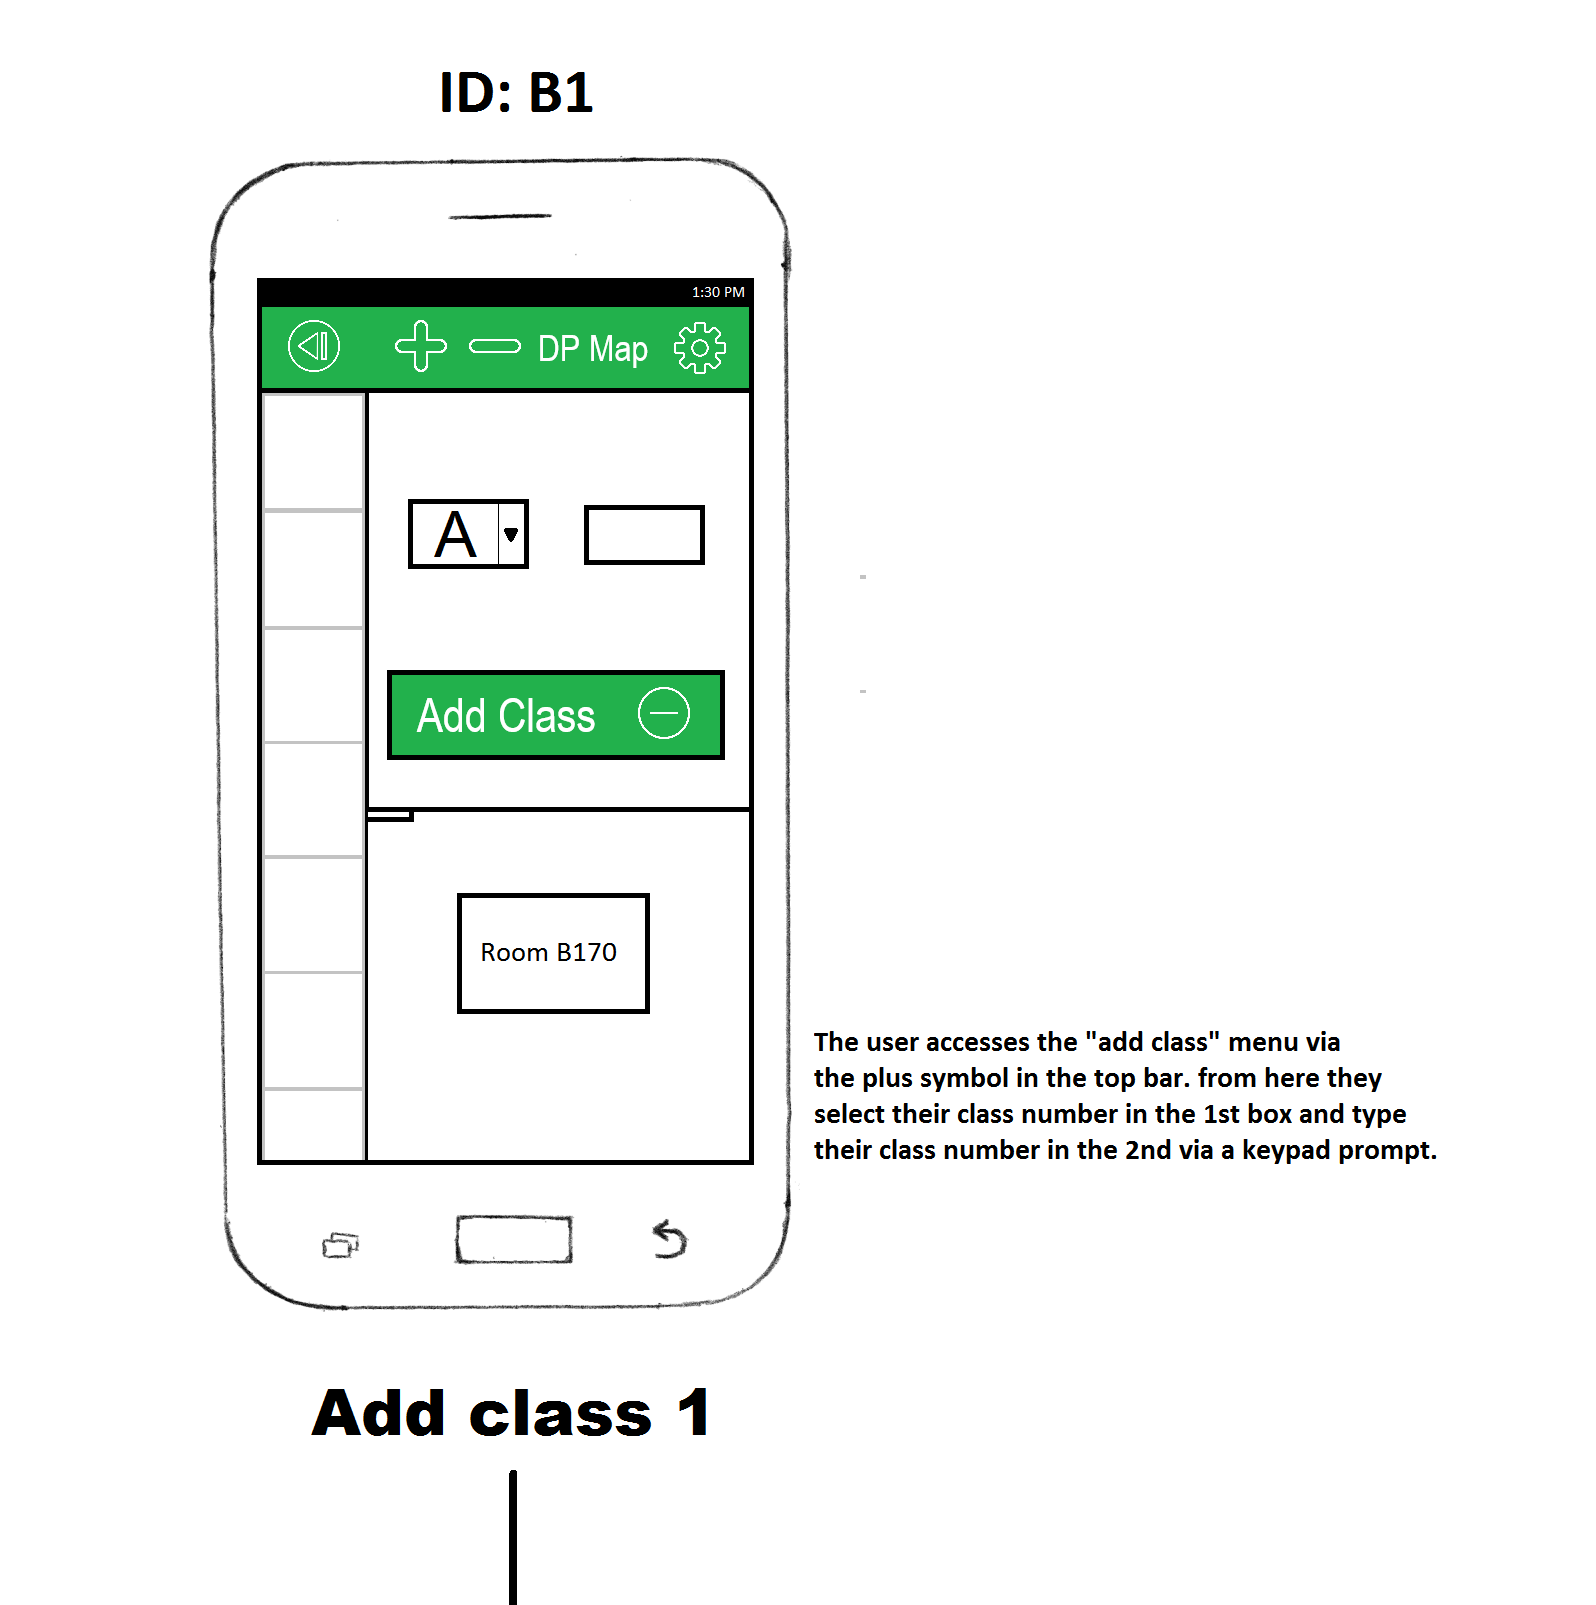 ID: B1
1:30 PM
DP Map
A
Add Class
Room B170
The user accesses the "add class" menu via
the plus symbol in the top bar. from here they
select their class number in the 1st box and type
their class number in the 2nd via a keypad prompt.
Add class 1